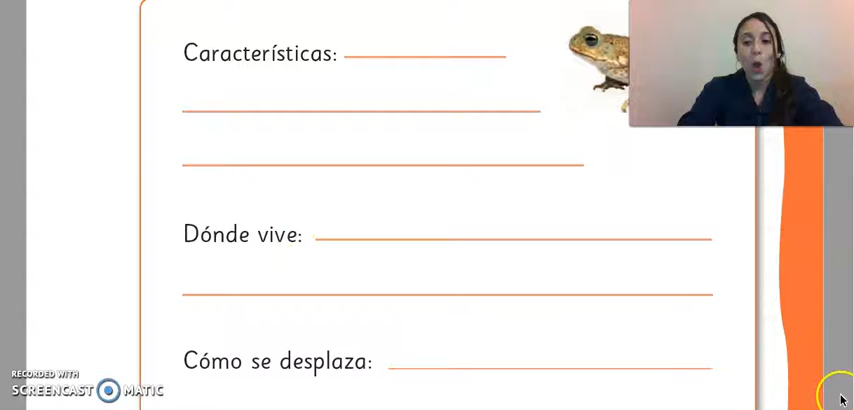 Características:
Dónde vive:
Cómo se desplaza:
RECORDED WITH
SCREENCAST MATIC